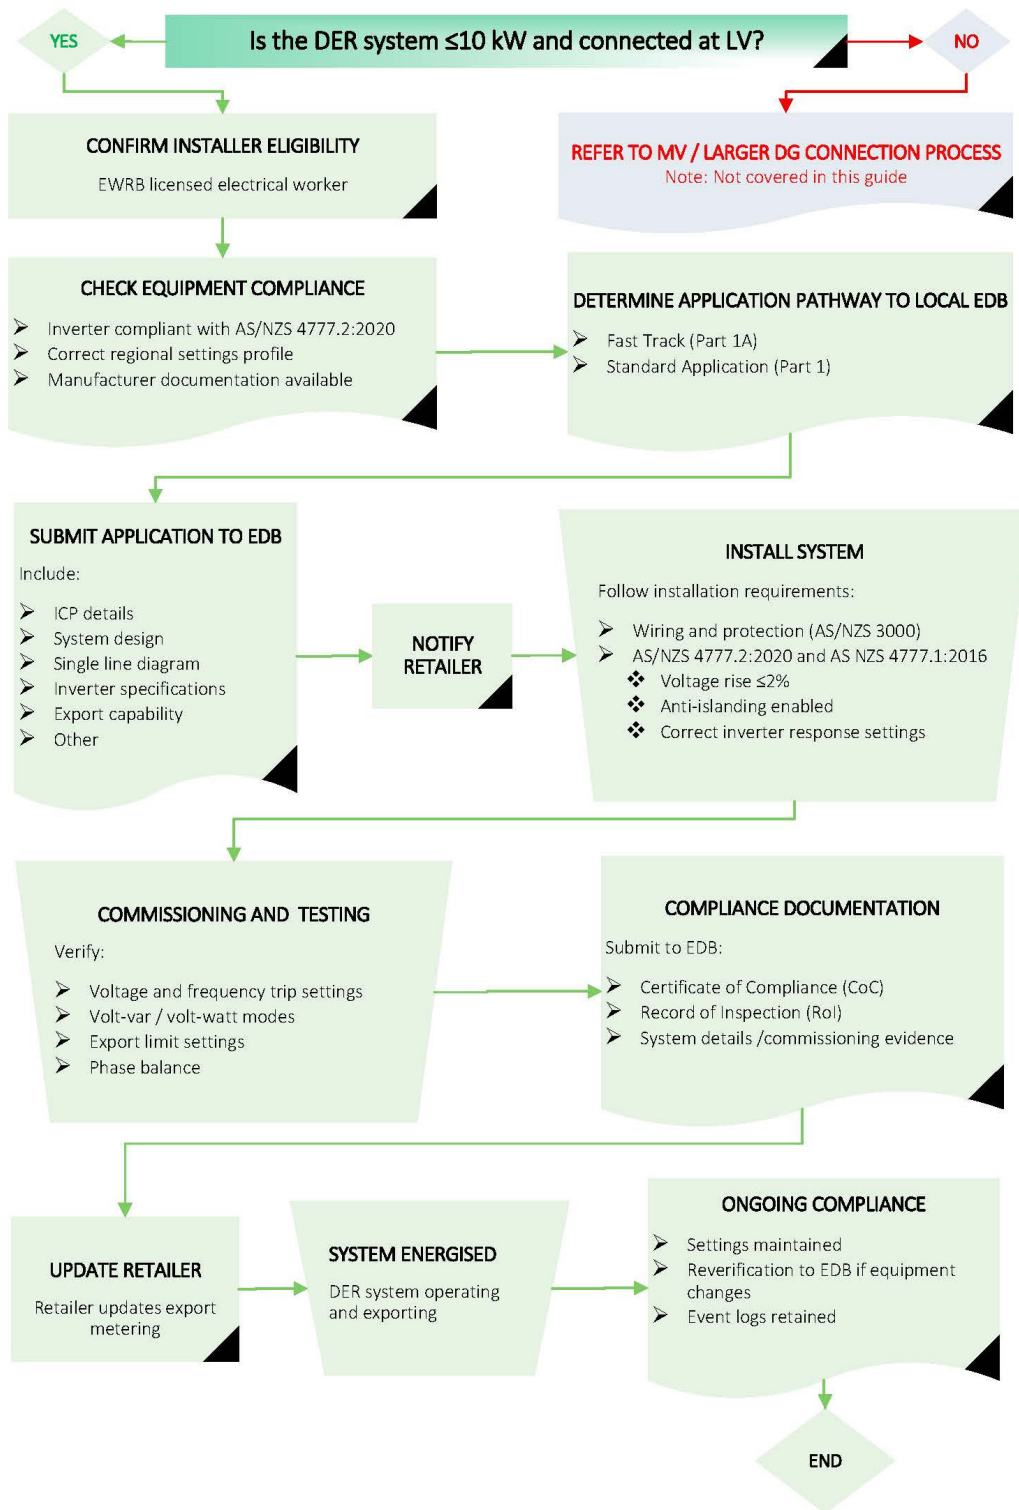 YES
Is the DER system ≤10 kW and connected at LV?
NO
CONFIRM INSTALLER ELIGIBILITY
EWRB licensed electrical worker
REFER TO MV / LARGER DG CONNECTION PROCESS
Note: Not covered in this guide
CHECK EQUIPMENT COMPLIANCE
➢ Inverter compliant with AS/NZS 4777.2:2020
➢ Correct regional settings profile
➢ Manufacturer documentation available
DETERMINE APPLICATION PATHWAY TO LOCAL EDB
➢ Fast Track (Part 1A)
➢ Standard Application (Part 1)
SUBMIT APPLICATION TO EDB
Include:
➢ ICP details
➢ System design
➢ Single line diagram
➢ Inverter specifications
➢ Export capability
➢ Other
NOTIFY
RETAILER
INSTALL SYSTEM
Follow installation requirements:
➢ Wiring and protection (AS/NZS 3000)
➢ AS/NZS 4777.2:2020 and AS NZS 4777.1:2016
❖ Voltage rise ≤2%
❖ Anti-islanding enabled
❖ Correct inverter response settings
COMMISSIONING AND TESTING
Verify:
➢ Voltage and frequency trip settings
➢ Volt-var / volt-watt modes
➢ Export limit settings
➢ Phase balance
COMPLIANCE DOCUMENTATION
Submit to EDB:
➢ Certificate of Compliance (CoC)
➢ Record of Inspection (RoI)
➢ System details /commissioning evidence
UPDATE RETAILER
Retailer updates export
metering
SYSTEM ENERGISED
DER system operating
and exporting
ONGOING COMPLIANCE
➢ Settings maintained
➢ Reverification to EDB if equipment
changes
➢ Event logs retained
END